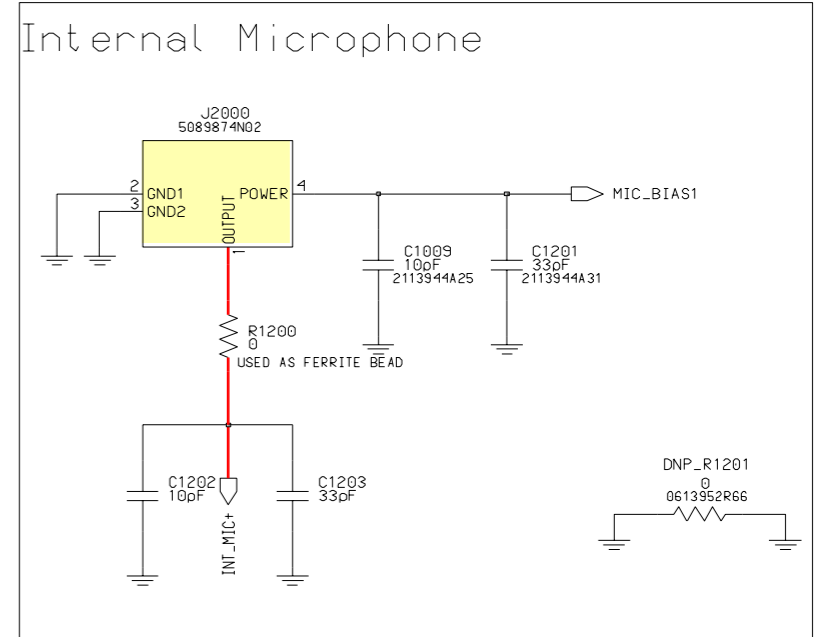 Internal Microphone
J2000
5089874N02
2 GND1
3 GND2
POWER 4
OUTPUT
1
MIC_BIAS1
C1009
10pF
2113944A25
C1201
33pF
2113944A31
R1200
0
USED AS FERRITE BEAD
C1202
10pF
C1203
33pF
INT_MIC+
DNP_R1201
0
0613952R66